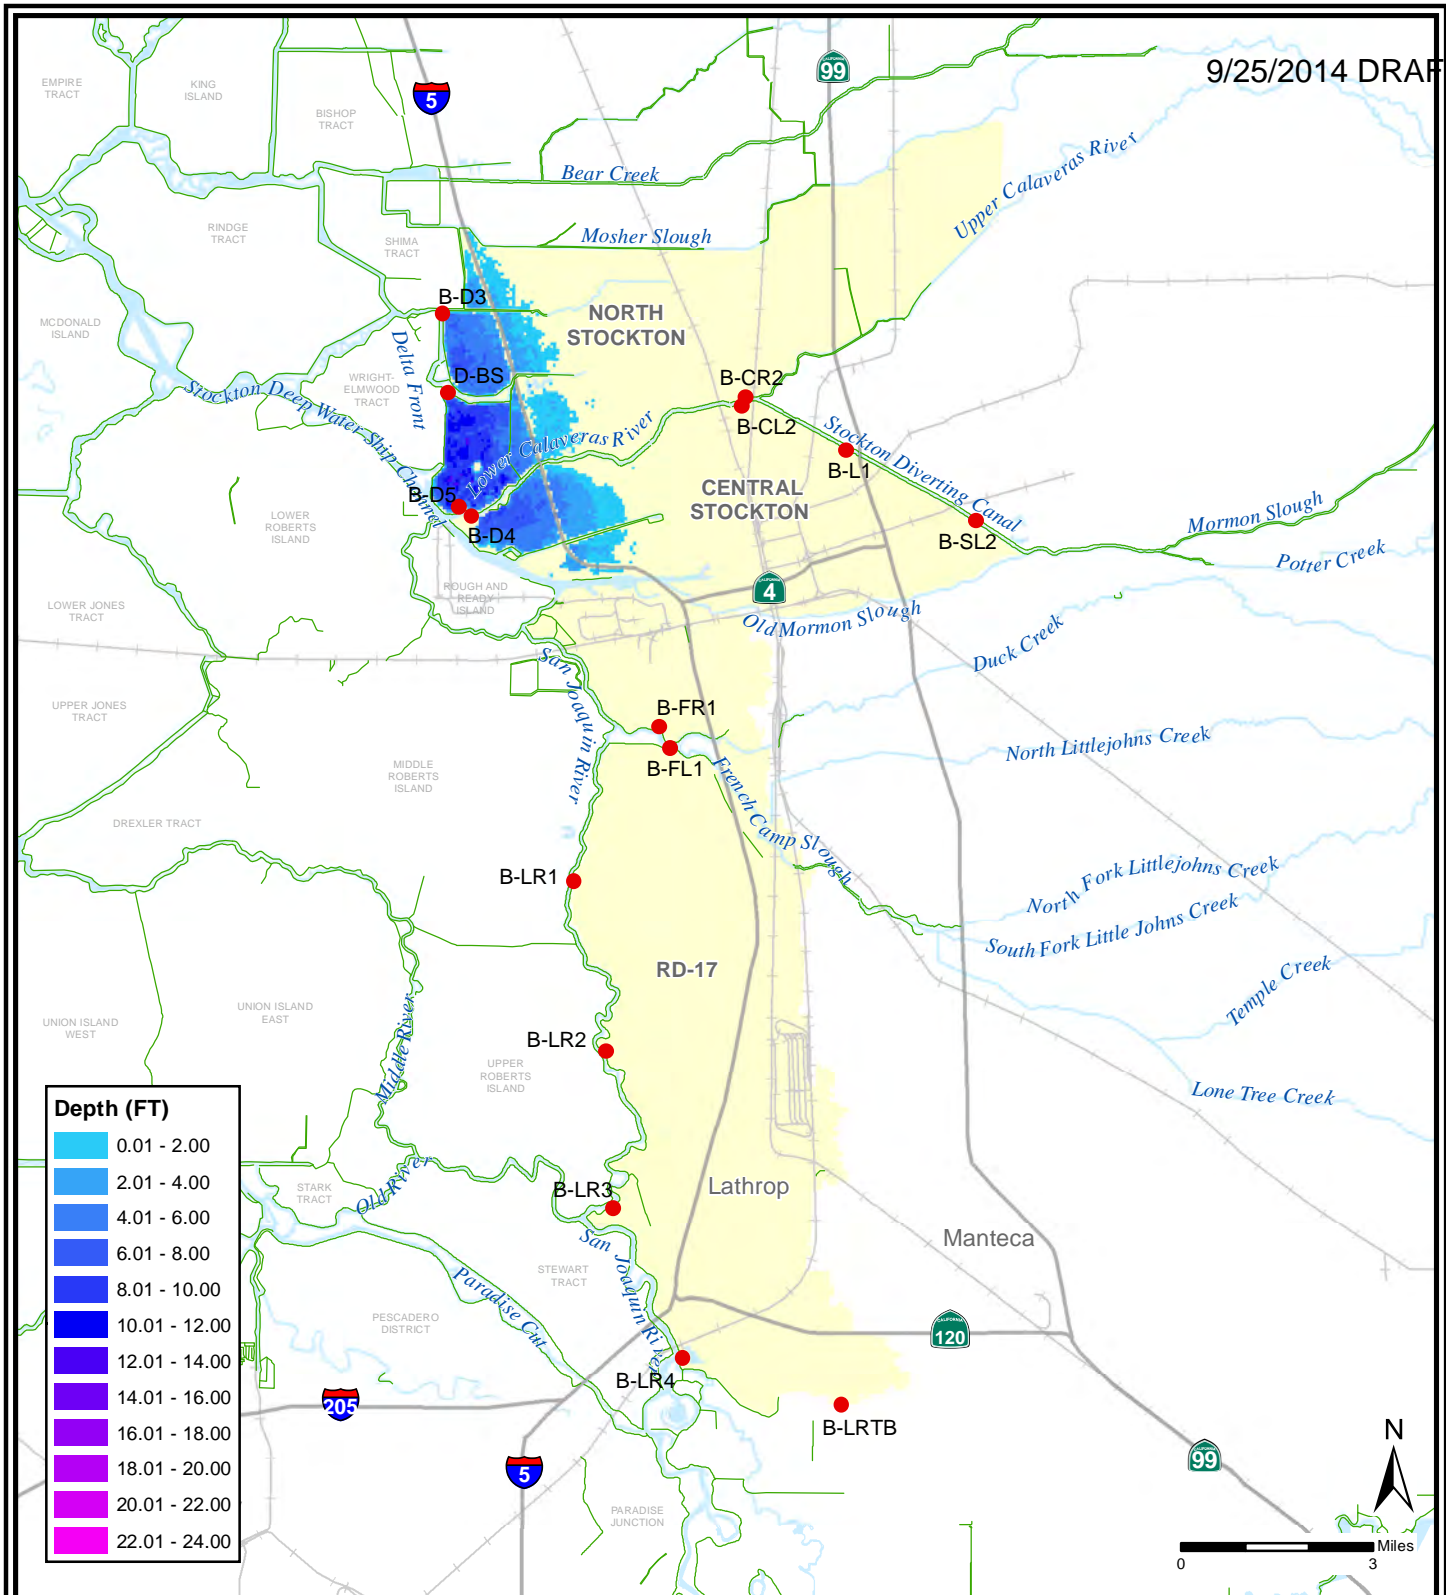 9/25/2014 DRAF
CALIFORNIA
99
5
EMPIRE
TRACT
KING
ISLAND
BISHOP
TRACT
Bear Creek
Upper Calaveras River
RINDGE
TRACT
SHIMA
TRACT
Mosher Slough
B-D3
NORTH
STOCKTON
MCDONALD
ISLAND
Delta Front
WRIGHT-
ELMWOOD
TRACT
D-BS
B-CR2
B-CL2
Stockton Deep Water Ship Channel
Lower Calaveras River
Stockton Diverting Canal
B-L1
CENTRAL
STOCKTON
B-D5
B-D4
LOWER
ROBERTS
ISLAND
B-SL2
Mormon Slough
Potter Creek
ROUGH AND
READY
ISLAND
CALIFORNIA
4
LOWER JONES
TRACT
Old Mormon Slough
Duck Creek
San Joaquin River
UPPER JONES
TRACT
B-FR1
B-FL1
North Littlejohns Creek
MIDDLE
ROBERTS
ISLAND
French Camp Slough
DREXLER TRACT
B-LR1
North Fork Littlejohns Creek
South Fork Little Johns Creek
RD-17
Temple Creek
UNION ISLAND
EAST
UNION ISLAND
WEST
Middle River
B-LR2
UPPER
ROBERTS
ISLAND
Lone Tree Creek
STARK
TRACT
Old River
B-LR3
Lathrop
Manteca
San Joaquin River
STEWART
TRACT
Paradise Cut
PESCADERO
DISTRICT
CALIFORNIA
120
B-LR4
205
B-LRTB
5
CALIFORNIA
99
PARADISE
JUNCTION
Depth (FT)
0.01 - 2.00
2.01 - 4.00
4.01 - 6.00
6.01 - 8.00
8.01 - 10.00
10.01 - 12.00
12.01 - 14.00
14.01 - 16.00
16.01 - 18.00
18.01 - 20.00
20.01 - 22.00
22.01 - 24.00
N
Miles
0 3